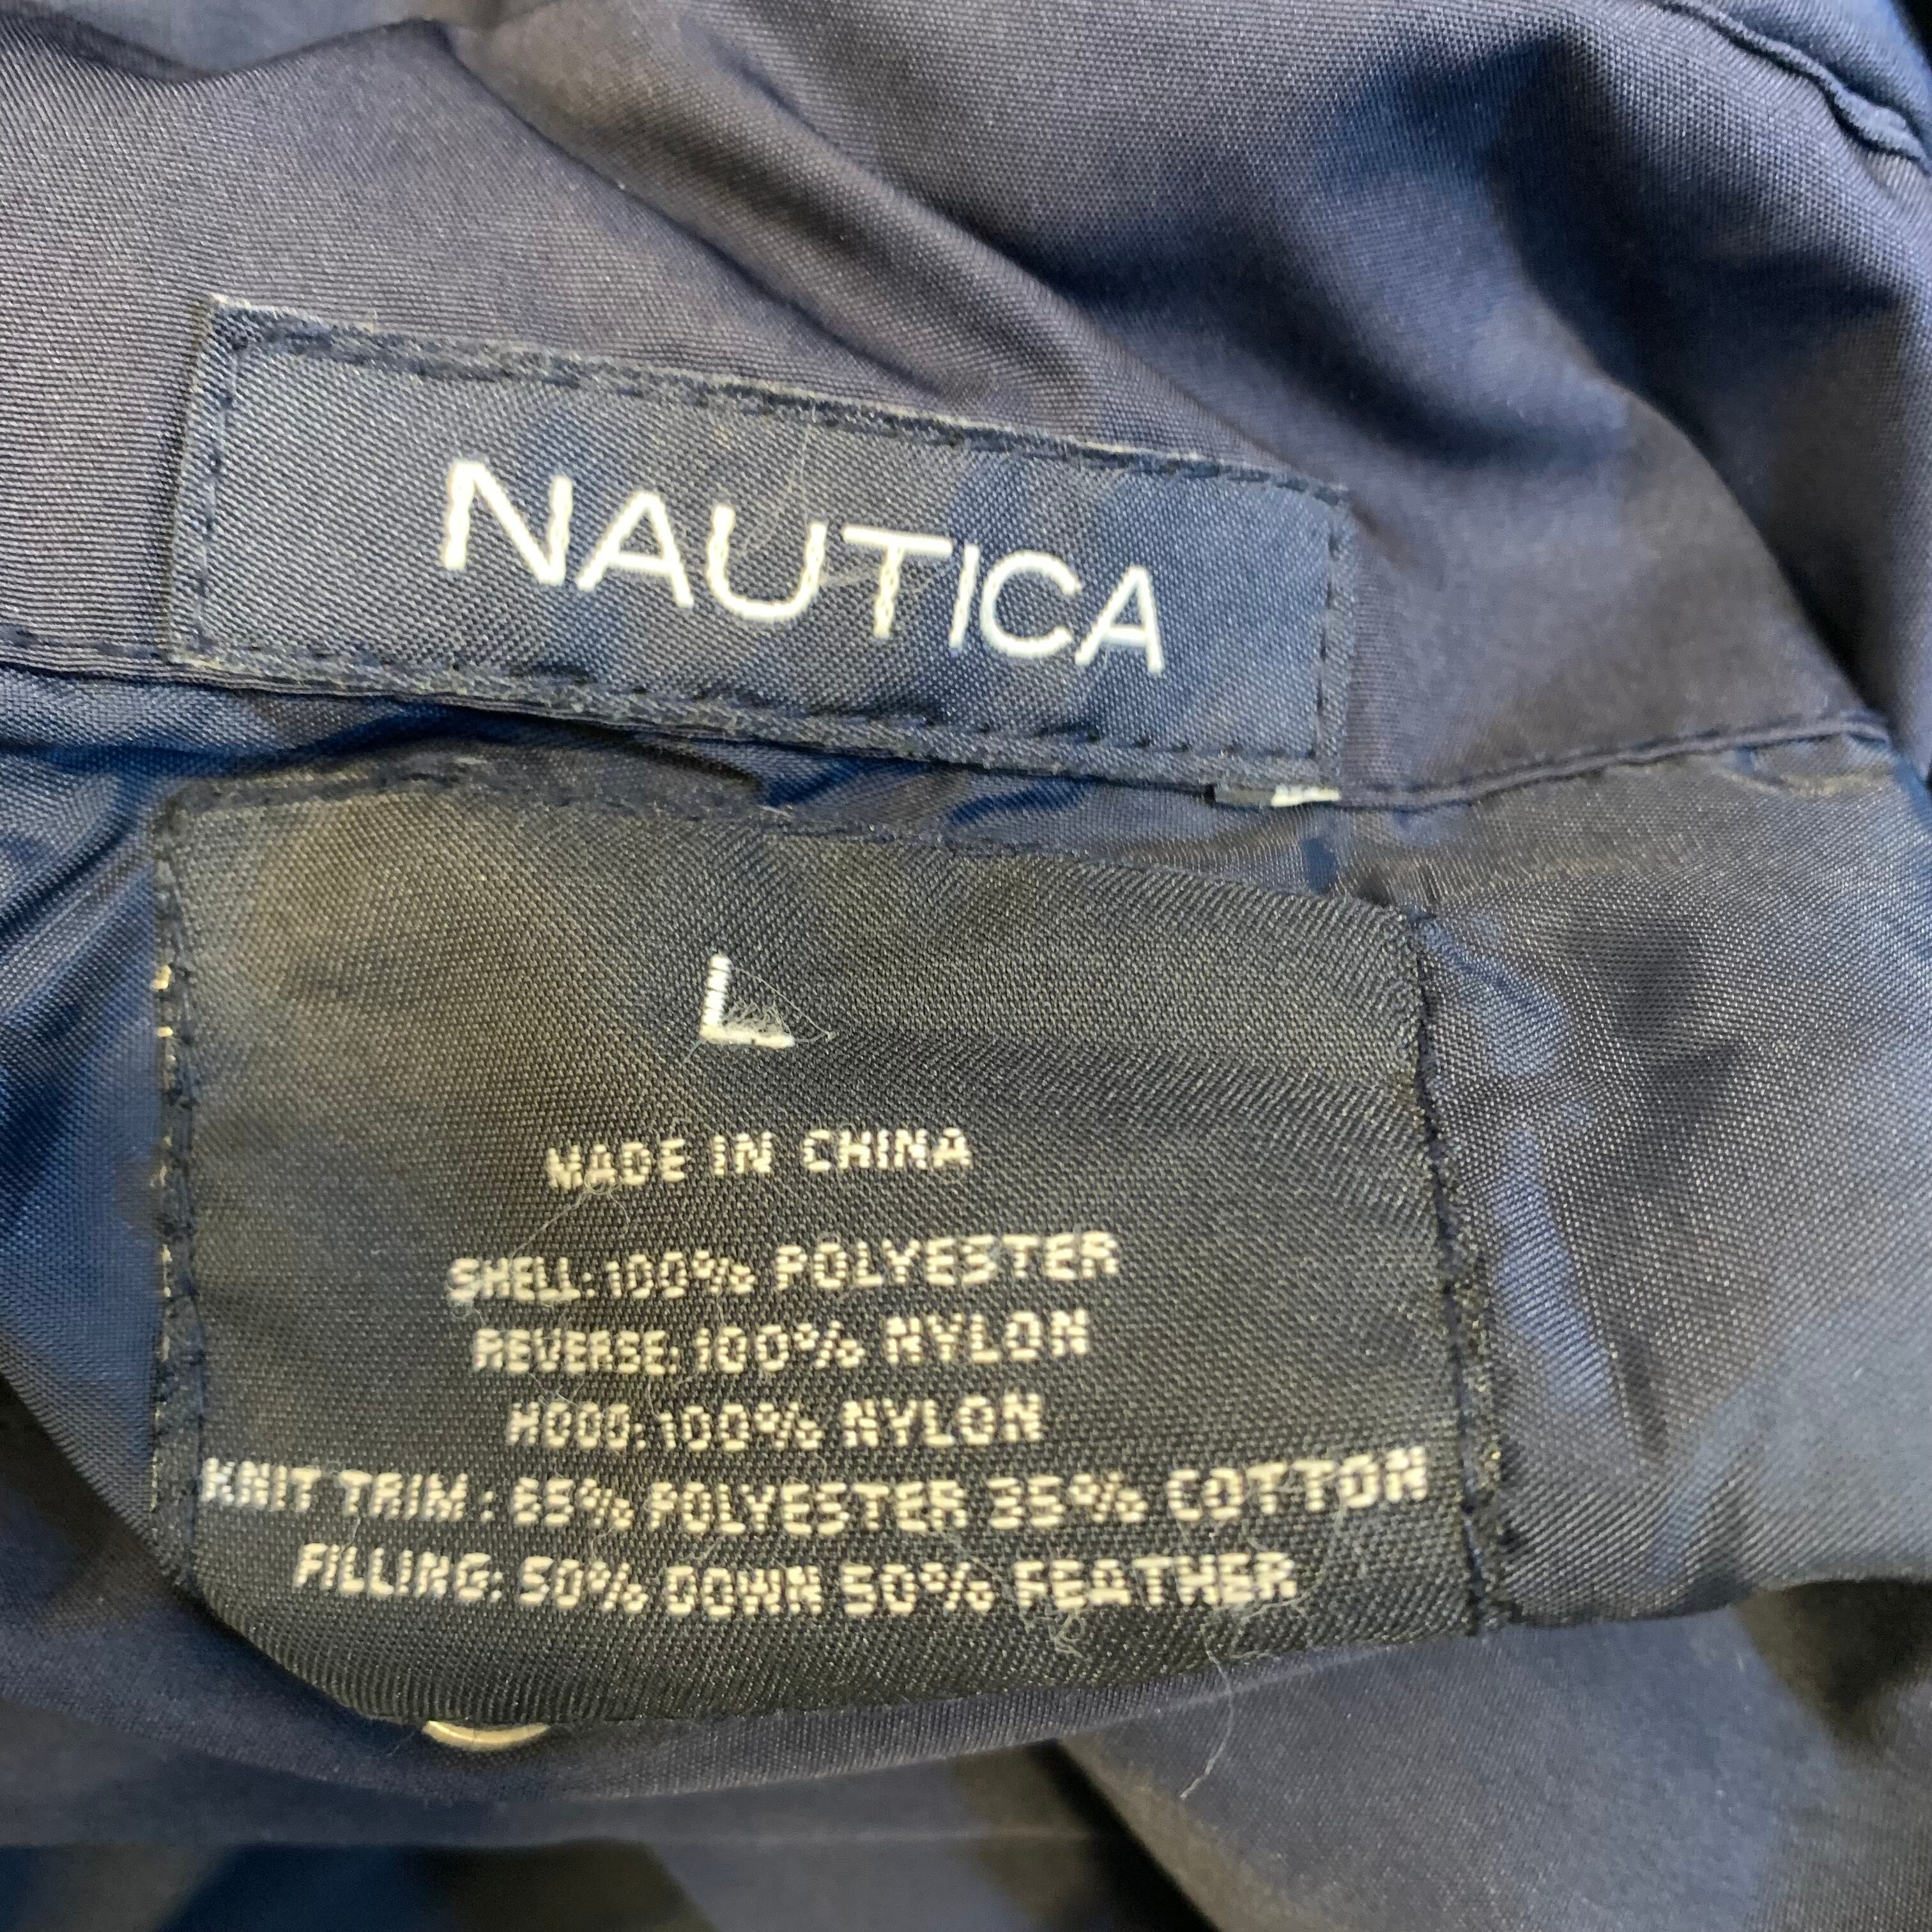 NAUTICA
L
MADE IN CHINA
SHELL:100% POLYESTER
REVERSE:100% NYLON
HOOD:100% NYLON
KNIT TRIM: 65% POLYESTER 35% COTTON
FILLING: 50% DOWN 50% FEATHER